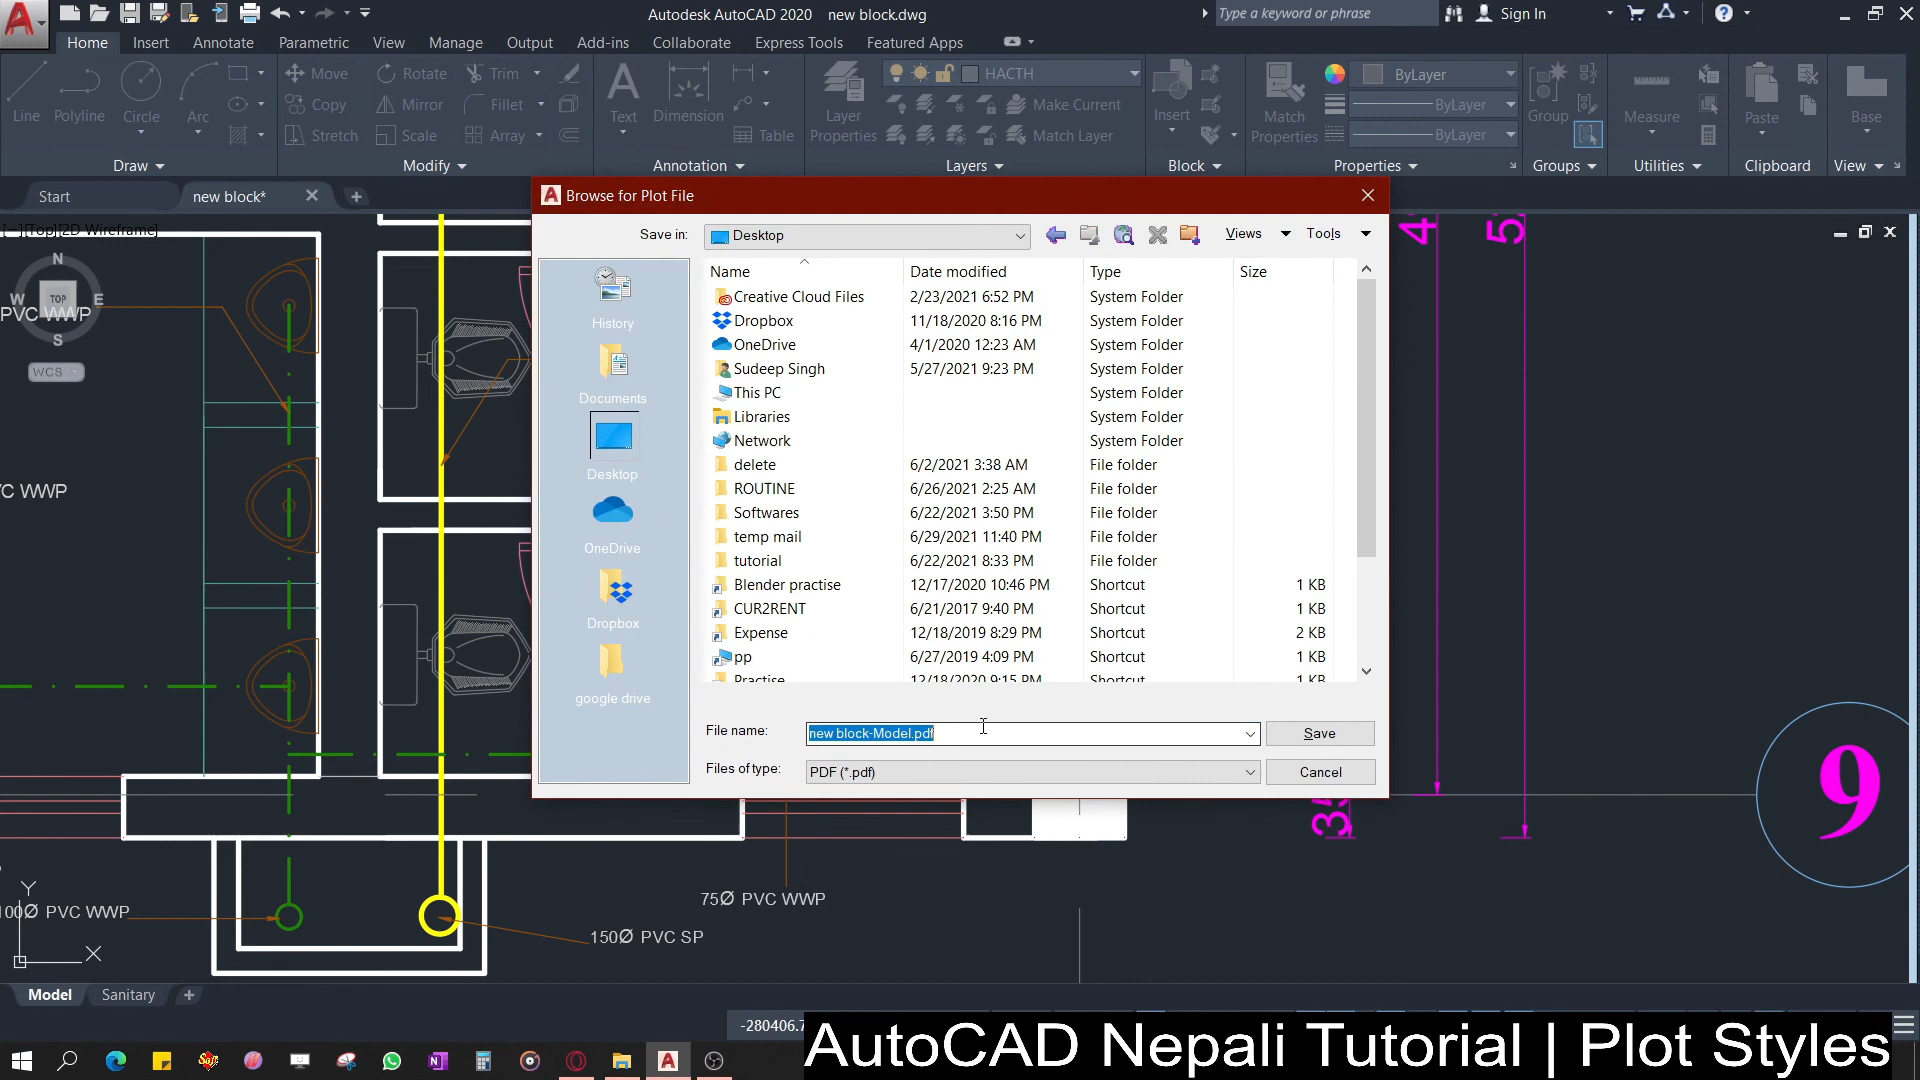 Autodesk AutoCAD 2020 new block.dwg
Type a keyword or phrase
Sign In
Home Insert Annotate Parametric View Manage Output Add-ins Collaborate Express Tools Featured Apps
Line Polyline Circle Arc
Move Rotate Trim
Copy Mirror Fillet
Stretch Scale Array
Text Dimension
Table
Layer
Properties
HACTH
Make Current
Match Layer
Insert
Match
Properties
ByLayer
ByLayer
ByLayer
Group
Measure
Paste
Base
Draw Modify Annotation Layers Block Properties Groups Utilities Clipboard View
Start new block*
[−][Top][2D Wireframe]
N
W TOP E
S
WCS
PVC WWP
C WWP
Browse for Plot File
Save in: Desktop Views Tools
History
Documents
Desktop
OneDrive
Dropbox
google drive
Name Date modified Type Size
Creative Cloud Files 2/23/2021 6:52 PM System Folder
Dropbox 11/18/2020 8:16 PM System Folder
OneDrive 4/1/2020 12:23 AM System Folder
Sudeep Singh 5/27/2021 9:23 PM System Folder
This PC System Folder
Libraries System Folder
Network System Folder
delete 6/2/2021 3:38 AM File folder
ROUTINE 6/26/2021 2:25 AM File folder
Softwares 6/22/2021 3:50 PM File folder
temp mail 6/29/2021 11:40 PM File folder
tutorial 6/22/2021 8:33 PM File folder
Blender practise 12/17/2020 10:46 PM Shortcut 1 KB
CUR2RENT 6/21/2017 9:40 PM Shortcut 1 KB
Expense 12/18/2019 8:29 PM Shortcut 2 KB
pp 6/27/2019 4:09 PM Shortcut 1 KB
Practise 12/18/2020 9:15 PM Shortcut 1 KB
File name: new block-Model.pdf Save
Files of type: PDF (*.pdf) Cancel
4
5
35
9
75Ø PVC WWP
100Ø PVC WWP
150Ø PVC SP
Y
X
Model Sanitary
-280406.7
AutoCAD Nepali Tutorial | Plot Styles